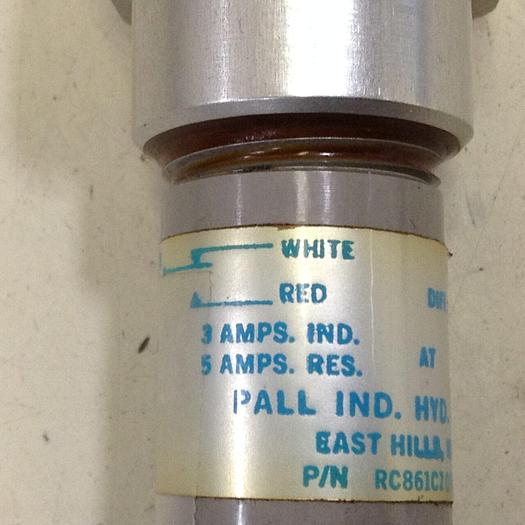 WHITE
RED
3 AMPS. IND.
5 AMPS. RES. AT
PALL IND. HYD.
EAST HILLS,
P/N